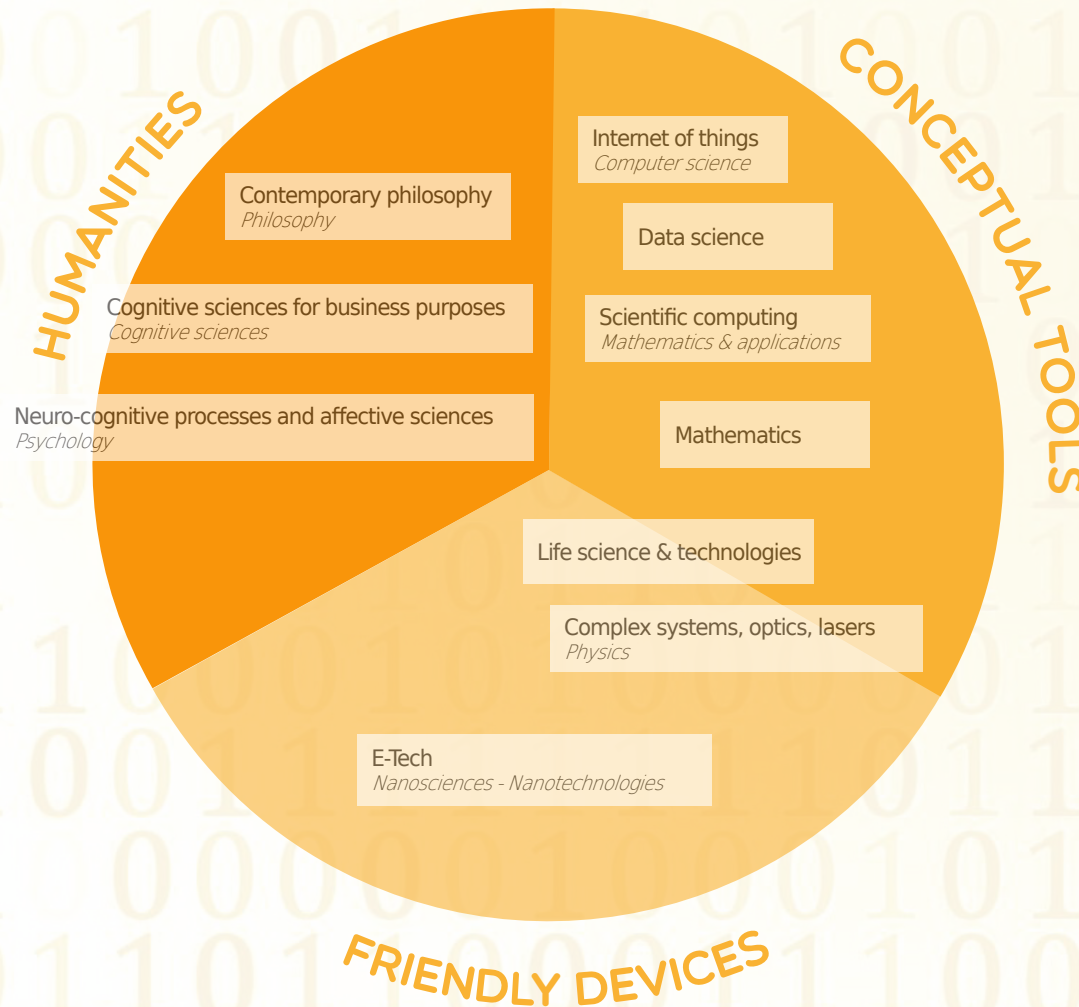 HUMANITIES
Contemporary philosophy
Philosophy
Cognitive sciences for business purposes
Cognitive sciences
Neuro-cognitive processes and affective sciences
Psychology
CONCEPTUAL TOOLS
Internet of things
Computer science
Data science
Scientific computing
Mathematics & applications
Mathematics
Life science & technologies
Complex systems, optics, lasers
Physics
E-Tech
Nanosciences - Nanotechnologies
FRIENDLY DEVICES